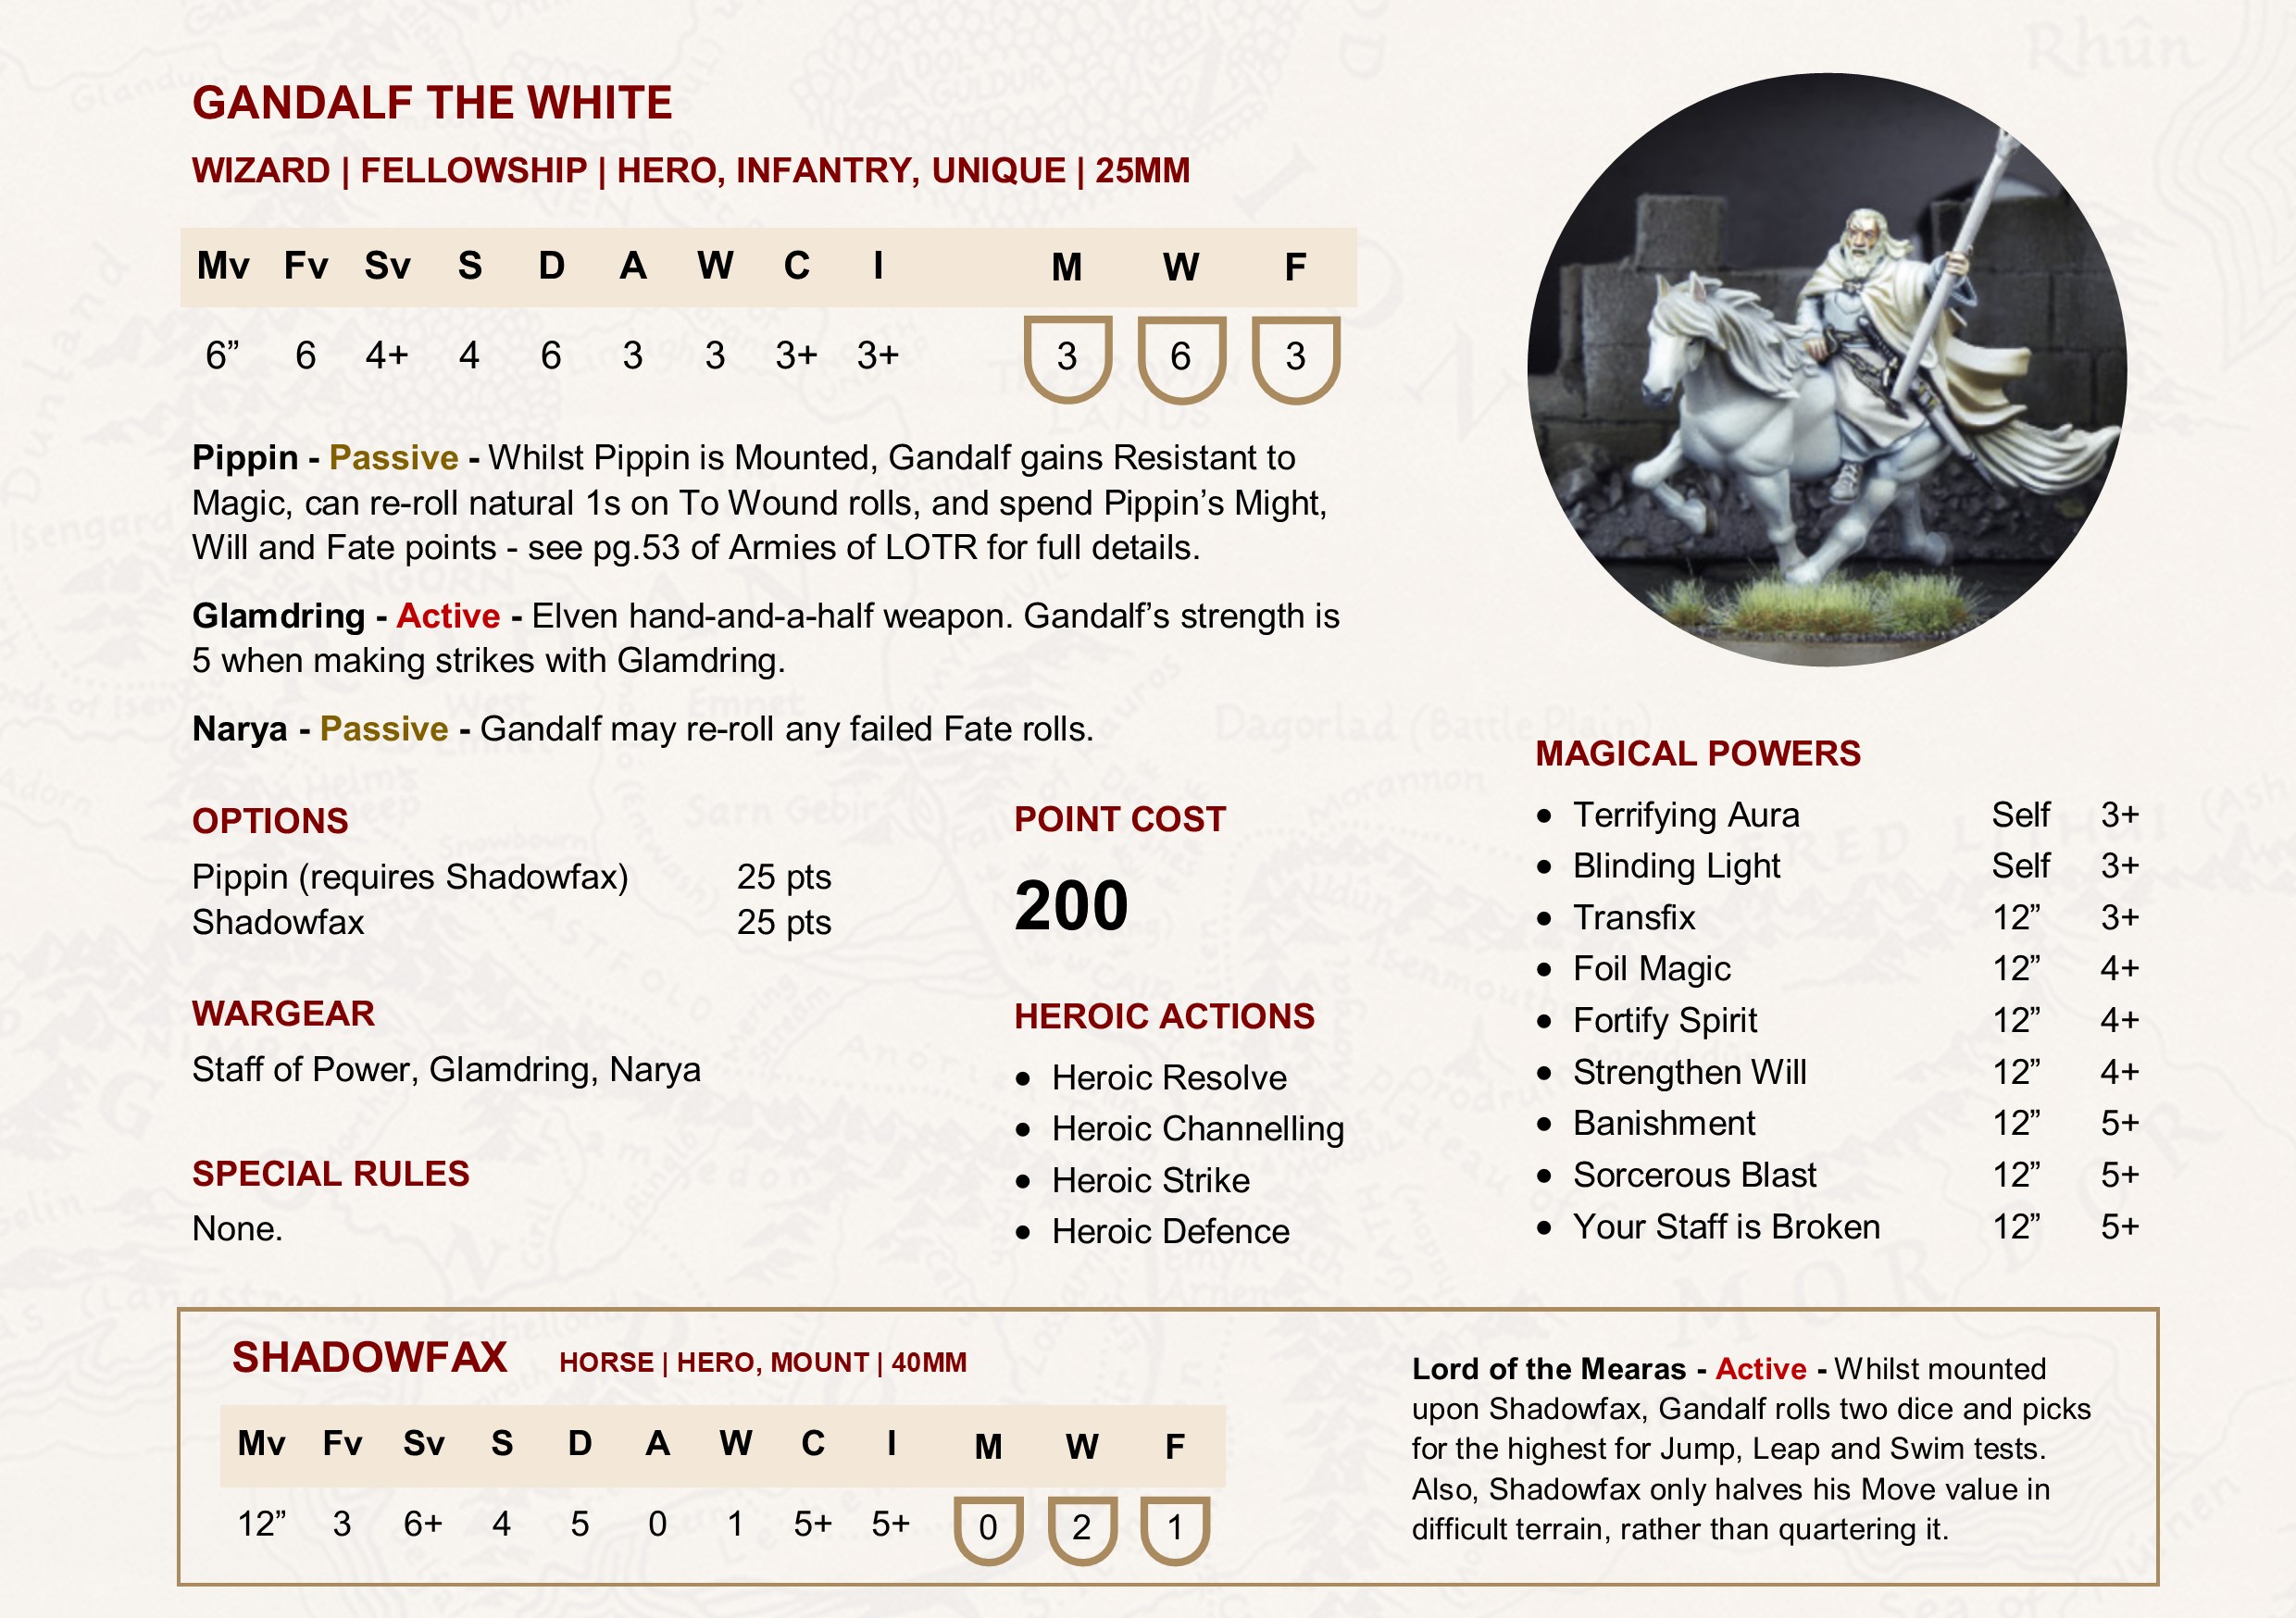 GANDALF THE WHITE
WIZARD | FELLOWSHIP | HERO, INFANTRY, UNIQUE | 25MM
Mv Fv Sv S D A W C I M W F
6” 6 4+ 4 6 3 3 3+ 3+ 3 6 3
Pippin - Passive - Whilst Pippin is Mounted, Gandalf gains Resistant to
Magic, can re-roll natural 1s on To Wound rolls, and spend Pippin’s Might,
Will and Fate points - see pg.53 of Armies of LOTR for full details.
Glamdring - Active - Elven hand-and-a-half weapon. Gandalf’s strength is
5 when making strikes with Glamdring.
Narya - Passive - Gandalf may re-roll any failed Fate rolls.
OPTIONS
Pippin (requires Shadowfax) 25 pts
Shadowfax 25 pts
WARGEAR
Staff of Power, Glamdring, Narya
SPECIAL RULES
None.
POINT COST
200
HEROIC ACTIONS
• Heroic Resolve
• Heroic Channelling
• Heroic Strike
• Heroic Defence
MAGICAL POWERS
• Terrifying Aura Self 3+
• Blinding Light Self 3+
• Transfix 12” 3+
• Foil Magic 12” 4+
• Fortify Spirit 12” 4+
• Strengthen Will 12” 4+
• Banishment 12” 5+
• Sorcerous Blast 12” 5+
• Your Staff is Broken 12” 5+
SHADOWFAX HORSE | HERO, MOUNT | 40MM
Mv Fv Sv S D A W C I M W F
12” 3 6+ 4 5 0 1 5+ 5+ 0 2 1
Lord of the Mearas - Active - Whilst mounted
upon Shadowfax, Gandalf rolls two dice and picks
for the highest for Jump, Leap and Swim tests.
Also, Shadowfax only halves his Move value in
difficult terrain, rather than quartering it.
Rhûn
Dunland
Isengard
Dagorlad (Battle Plain)
Morannon
Sarn Gebir
Snowbourn
MORDOR